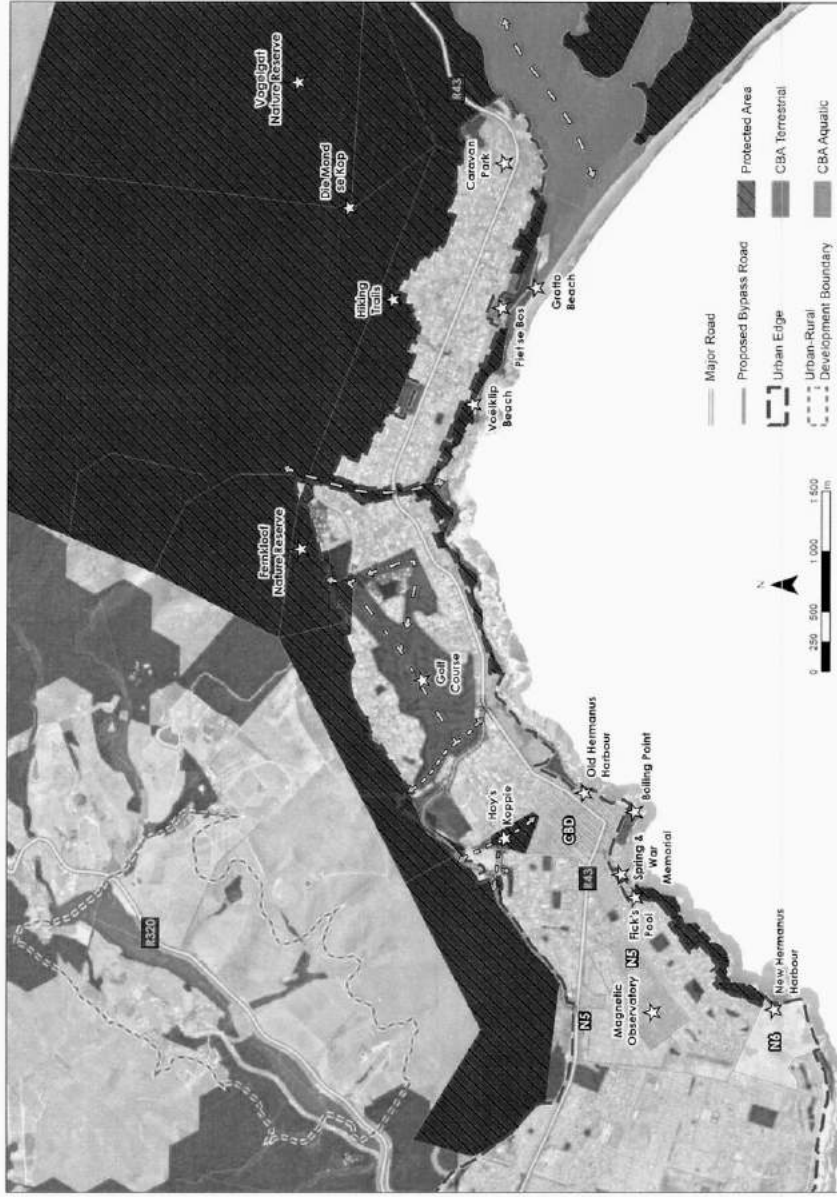 Vogelgat
Nature Reserve
Die Mond
se Kop
Hiking
Trails
Fernkloof
Nature Reserve
R43
Caravan
Park
Grotto
Beach
Piet se Bos
Voëlklip
Beach
Golf
Course
R320
Hoy's
Koppie
CBD
Old Hermanus
Harbour
Boiling Point
R43
Spring &
War
Memorial
Fick's
Pool
N5
N5
Magnetic
Observatory
N6
New Hermanus
Harbour
N
0 250 500 1 000 1 500
m
Major Road
Proposed Bypass Road
Urban Edge
Urban-Rural
Development Boundary
Protected Area
CBA Terrestrial
CBA Aquatic